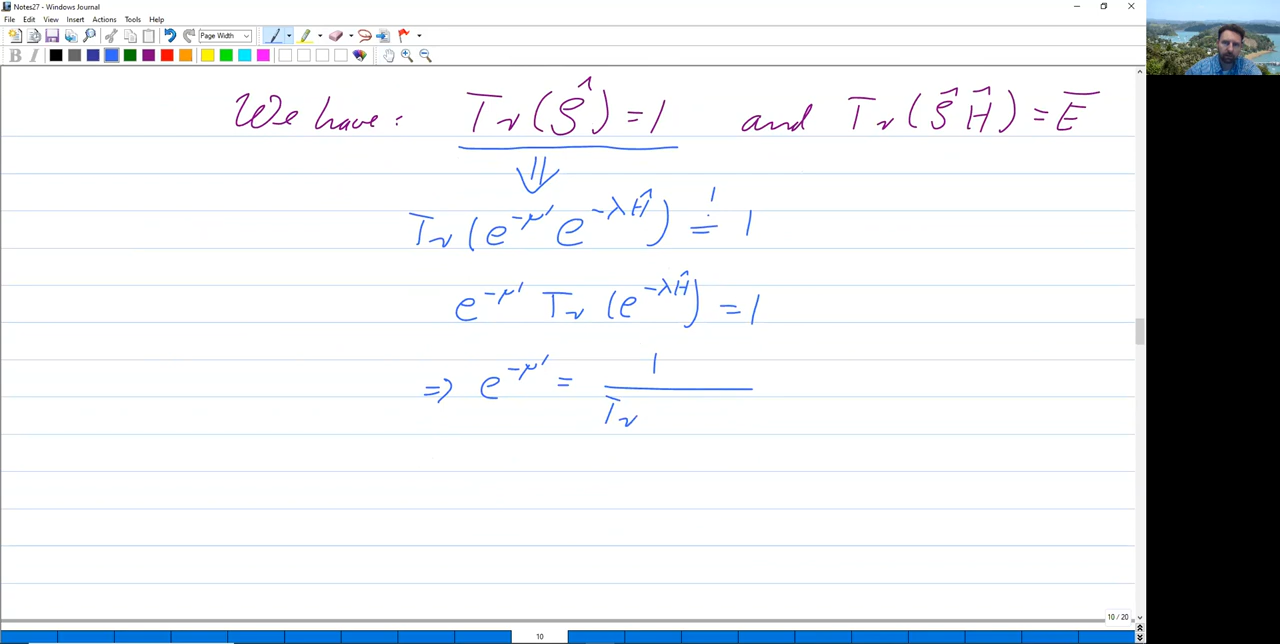 Notes27 - Windows Journal
File Edit View Insert Actions Tools Help
Page Width
B I
We have: Tr(ρ̂) = 1 and Tr(ρ̂Ĥ) = E̅
⇓
Tr(e^{-μ'} e^{-λĤ}) =^! 1
e^{-μ'} Tr(e^{-λĤ}) = 1
⇒ e^{-μ'} = 1
Tr
10 / 20
10